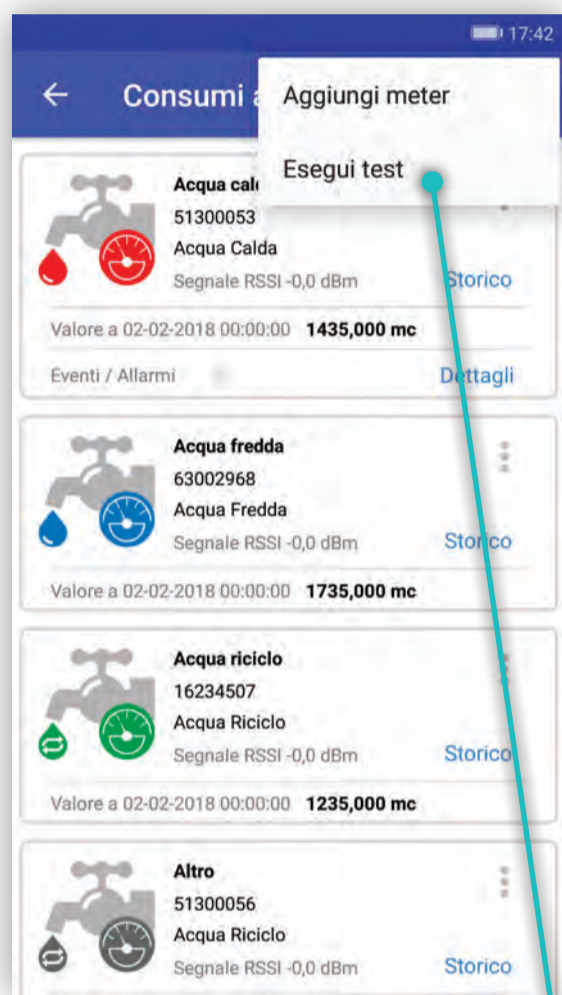 17:42
Consumi a
Aggiungi meter
Esegui test
Acqua cal
51300053
Acqua Calda
Segnale RSSI -0,0 dBm
Storico
Valore a 02-02-2018 00:00:00 1435,000 mc
Eventi / Allarmi
Dettagli
Acqua fredda
63002968
Acqua Fredda
Segnale RSSI -0,0 dBm
Storico
Valore a 02-02-2018 00:00:00 1735,000 mc
Acqua riciclo
16234507
Acqua Riciclo
Segnale RSSI -0,0 dBm
Storico
Valore a 02-02-2018 00:00:00 1235,000 mc
Altro
51300056
Acqua Riciclo
Segnale RSSI -0,0 dBm
Storico